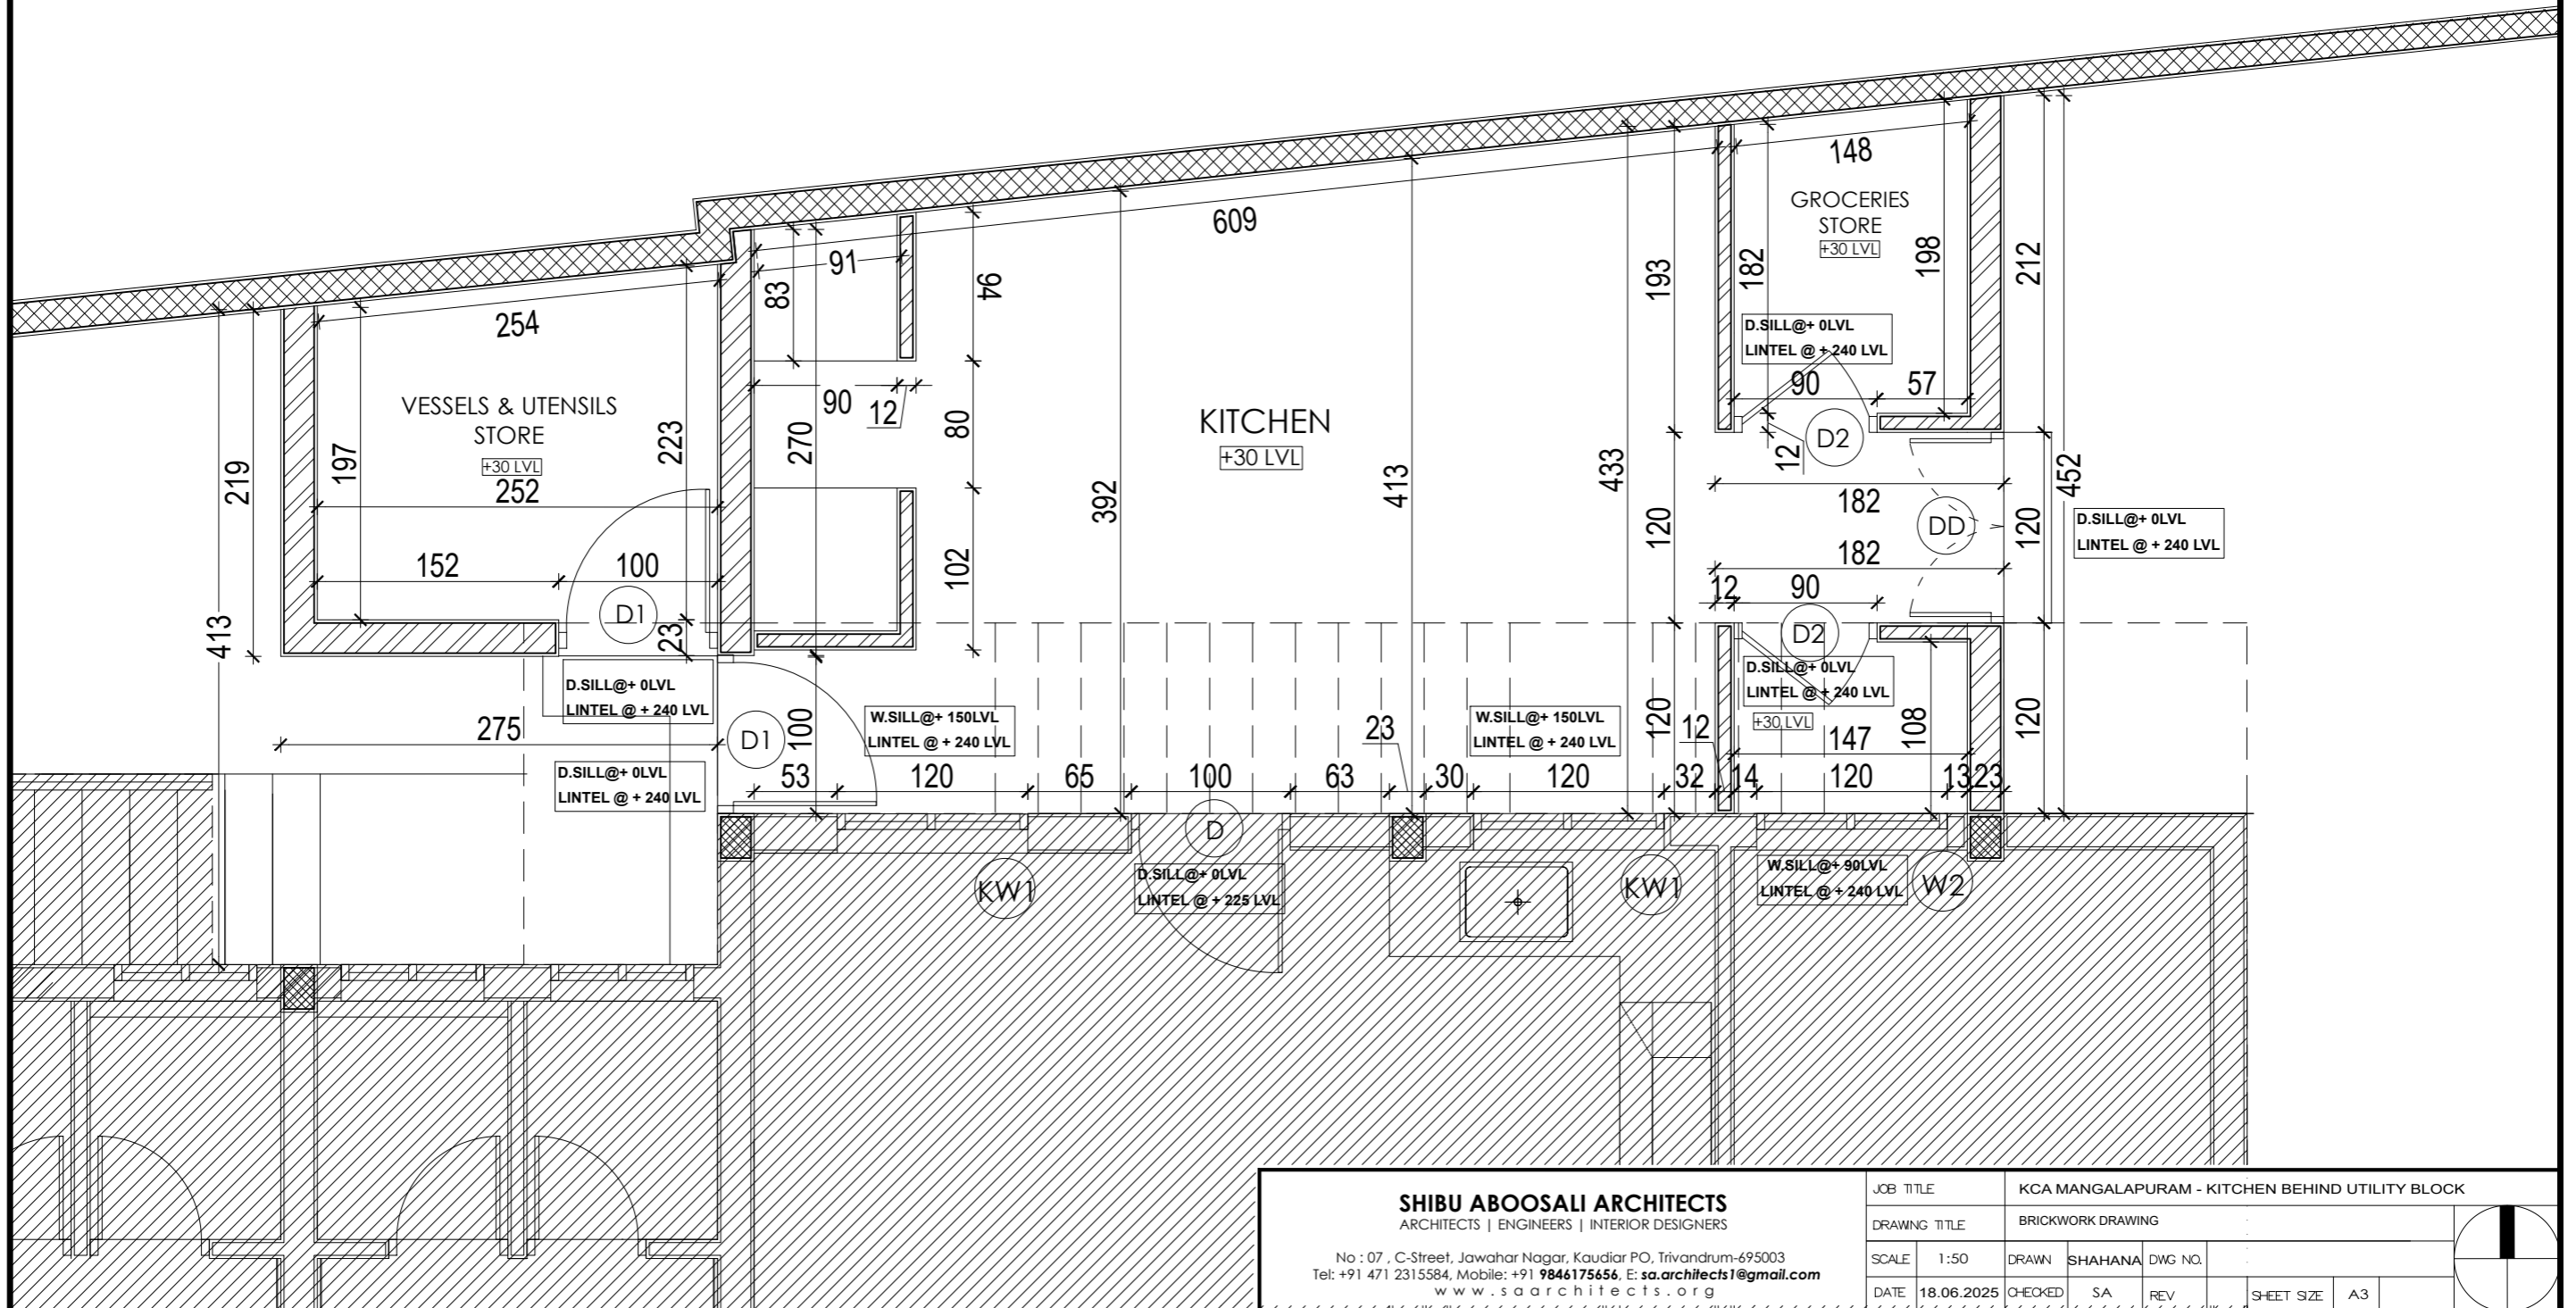 148
GROCERIES
STORE
+30 LVL
609
91
83
94
193
182
198
212
254
D.SILL@+ 0LVL
LINTEL @ + 240 LVL
90
57
VESSELS & UTENSILS
STORE
+30 LVL
252
90
12
80
270
KITCHEN
+30 LVL
D2
12
219
197
223
392
413
433
452
182
DD
120
120
D.SILL@+ 0LVL
LINTEL @ + 240 LVL
182
152
100
102
12
90
D1
23
413
D2
D.SILL@+ 0LVL
LINTEL @ + 240 LVL
+30 LVL
D.SILL@+ 0LVL
LINTEL @ + 240 LVL
275
D1
100
W.SILL@+ 150LVL
LINTEL @ + 240 LVL
23
W.SILL@+ 150LVL
LINTEL @ + 240 LVL
120
12
147
108
120
D.SILL@+ 0LVL
LINTEL @ + 240 LVL
53
120
65
100
63
30
120
32
14
120
13
23
D
KW1
D.SILL@+ 0LVL
LINTEL @ + 225 LVL
KW1
W.SILL@+ 90LVL
LINTEL @ + 240 LVL
W2
SHIBU ABOOSALI ARCHITECTS
ARCHITECTS | ENGINEERS | INTERIOR DESIGNERS
No : 07 , C-Street, Jawahar Nagar, Kaudiar PO, Trivandrum-695003
Tel: +91 471 2315584, Mobile: +91 9846175656, E: sa.architects1@gmail.com
www.saarchitects.org
JOB TITLE KCA MANGALAPURAM - KITCHEN BEHIND UTILITY BLOCK
DRAWING TITLE BRICKWORK DRAWING
SCALE 1:50 DRAWN SHAHANA DWG NO.
DATE 18.06.2025 CHECKED SA REV SHEET SIZE A3